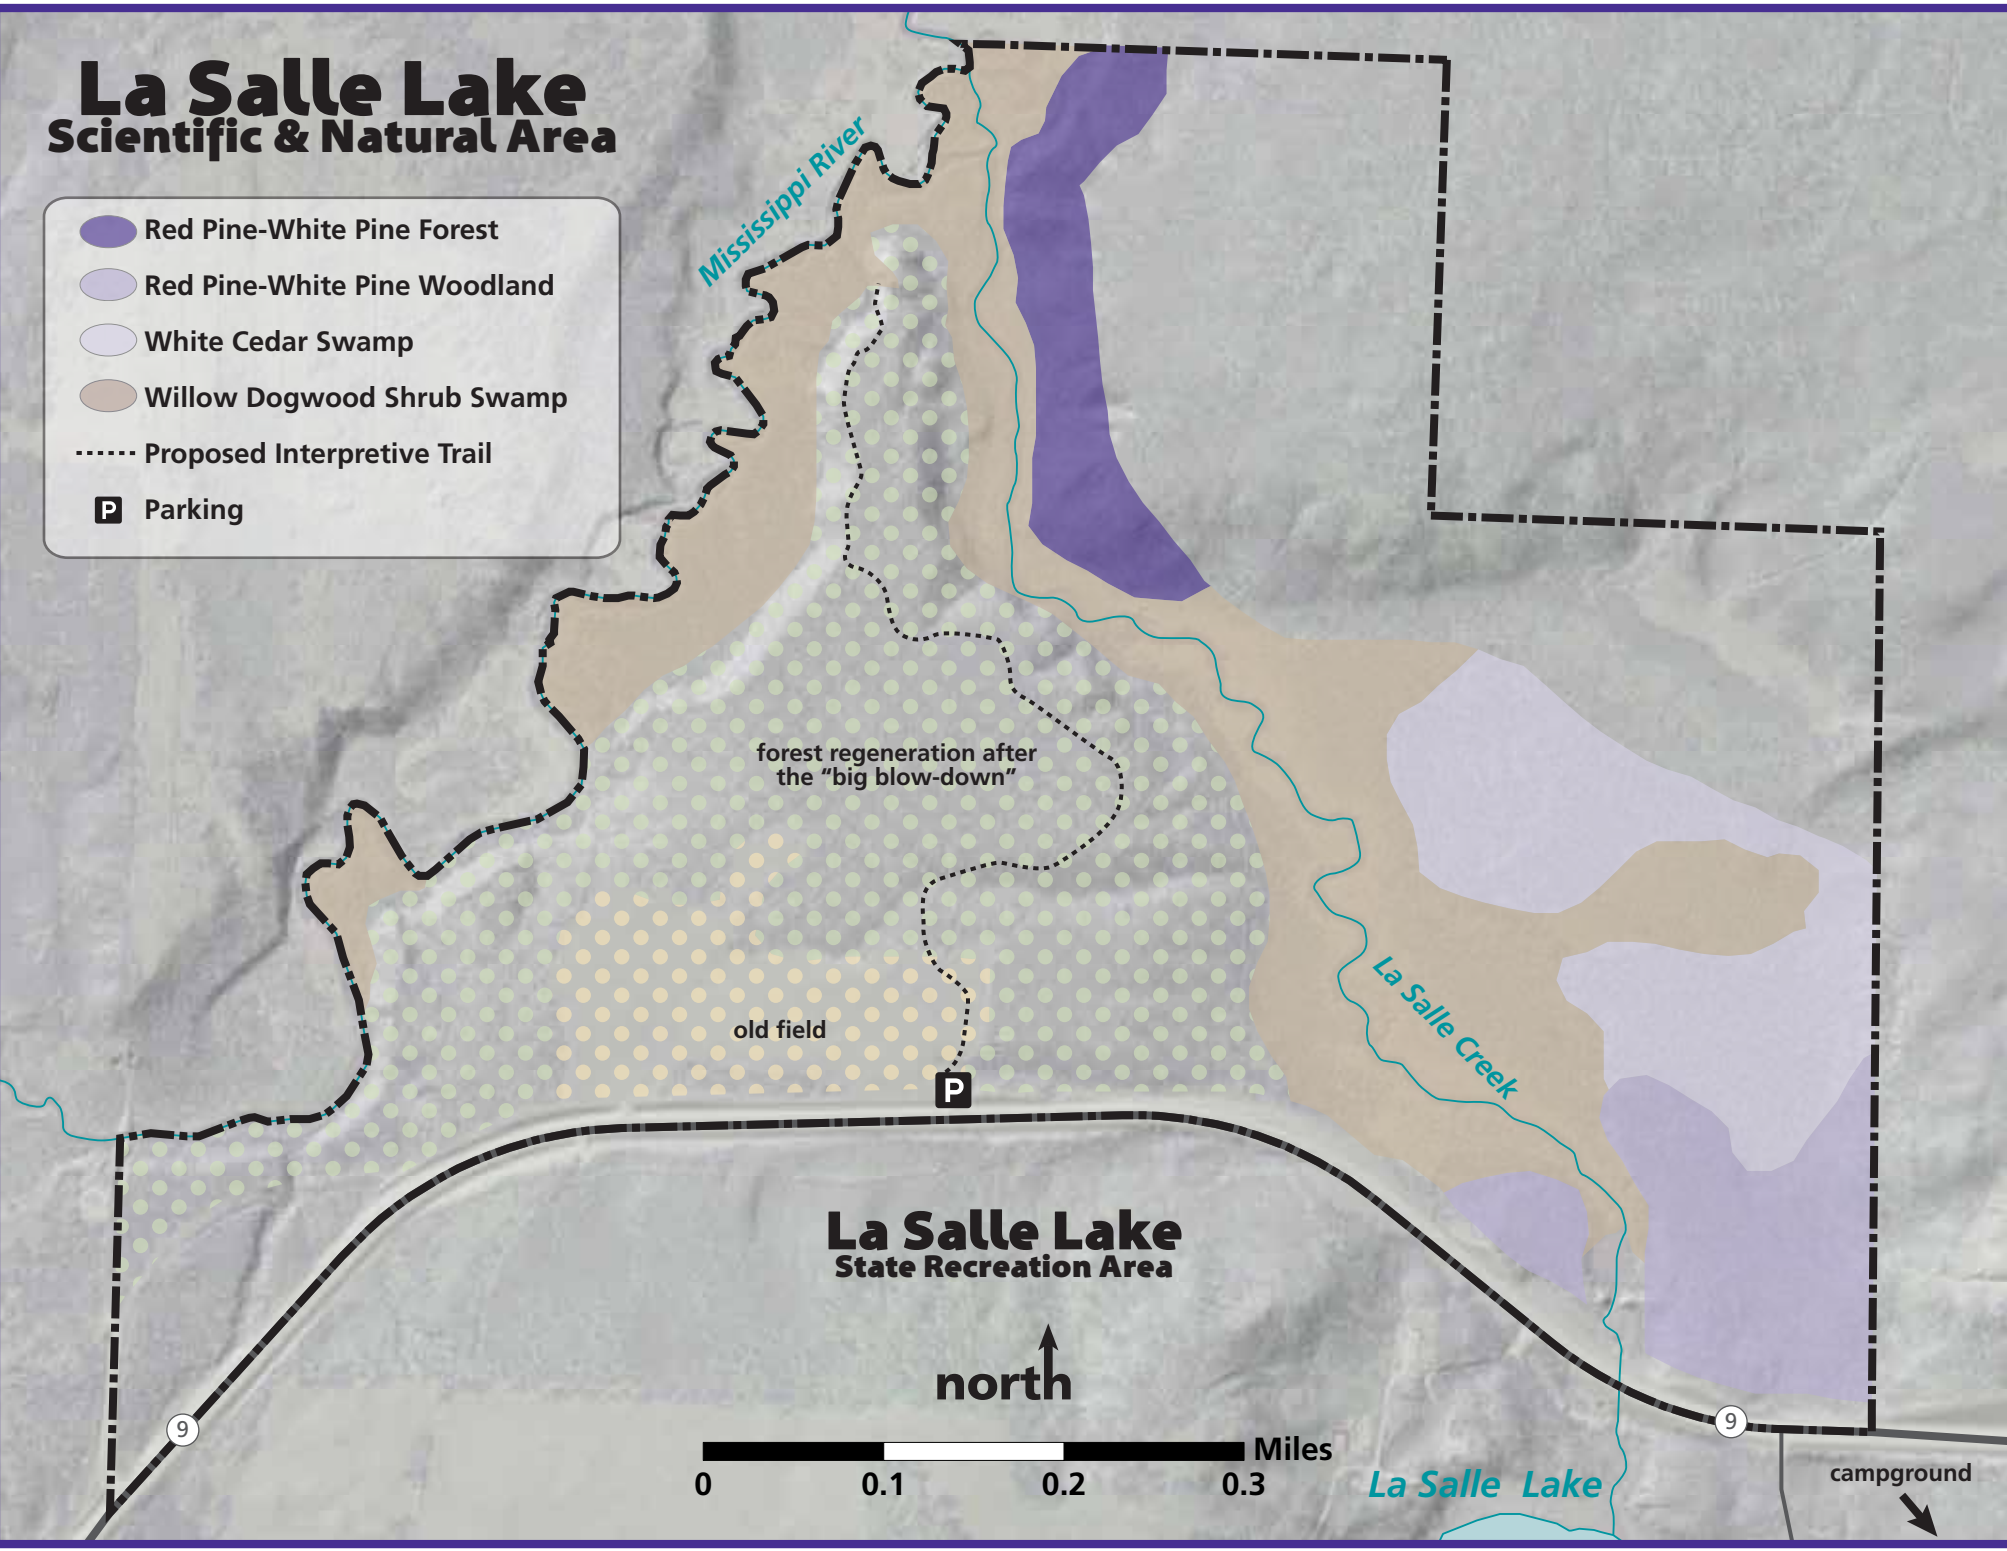 La Salle Lake
Scientific & Natural Area
Red Pine-White Pine Forest
Red Pine-White Pine Woodland
White Cedar Swamp
Willow Dogwood Shrub Swamp
Proposed Interpretive Trail
P Parking
Mississippi River
forest regeneration after
the “big blow-down”
old field
La Salle Creek
P
La Salle Lake
State Recreation Area
north
9
9
Miles
0 0.1 0.2 0.3
La Salle Lake
campground